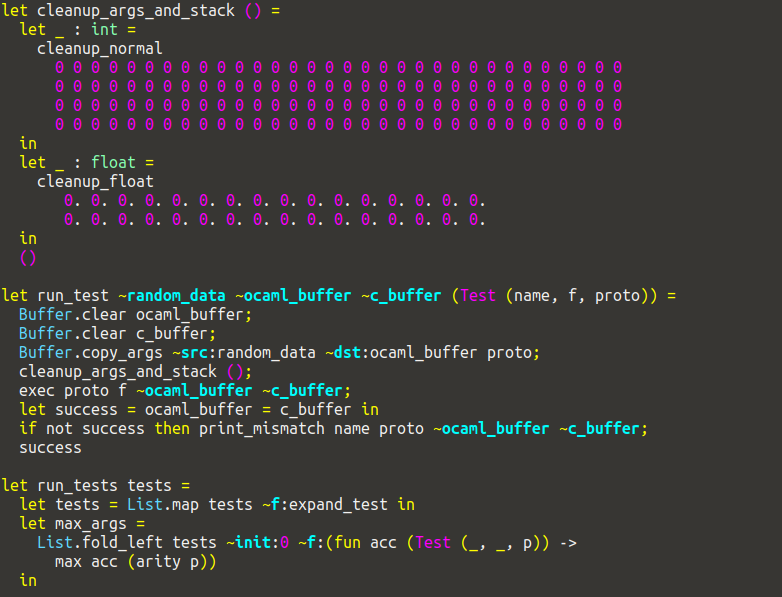 let cleanup_args_and_stack () =
  let _ : int =
    cleanup_normal
      0 0 0 0 0 0 0 0 0 0 0 0 0 0 0 0 0 0 0 0 0 0 0 0 0 0 0 0 0 0 0 0
      0 0 0 0 0 0 0 0 0 0 0 0 0 0 0 0 0 0 0 0 0 0 0 0 0 0 0 0 0 0 0 0
      0 0 0 0 0 0 0 0 0 0 0 0 0 0 0 0 0 0 0 0 0 0 0 0 0 0 0 0 0 0 0 0
      0 0 0 0 0 0 0 0 0 0 0 0 0 0 0 0 0 0 0 0 0 0 0 0 0 0 0 0 0 0 0 0
  in
  let _ : float =
    cleanup_float
       0. 0. 0. 0. 0. 0. 0. 0. 0. 0. 0. 0. 0. 0. 0. 0.
       0. 0. 0. 0. 0. 0. 0. 0. 0. 0. 0. 0. 0. 0. 0. 0.
  in
  ()

let run_test ~random_data ~ocaml_buffer ~c_buffer (Test (name, f, proto)) =
  Buffer.clear ocaml_buffer;
  Buffer.clear c_buffer;
  Buffer.copy_args ~src:random_data ~dst:ocaml_buffer proto;
  cleanup_args_and_stack ();
  exec proto f ~ocaml_buffer ~c_buffer;
  let success = ocaml_buffer = c_buffer in
  if not success then print_mismatch name proto ~ocaml_buffer ~c_buffer;
  success

let run_tests tests =
  let tests = List.map tests ~f:expand_test in
  let max_args =
    List.fold_left tests ~init:0 ~f:(fun acc (Test (_, _, p)) ->
      max acc (arity p))
  in